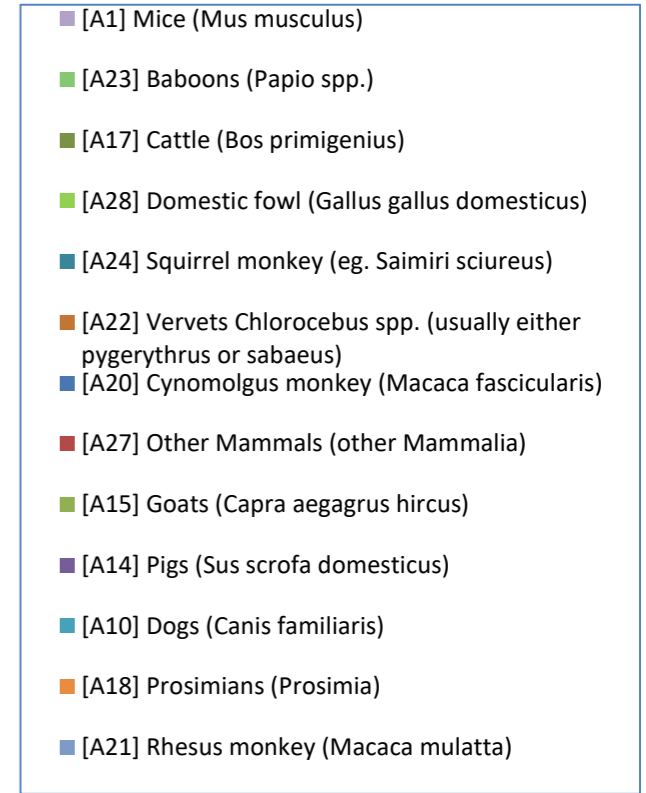 [A1] Mice (Mus musculus)
[A23] Baboons (Papio spp.)
[A17] Cattle (Bos primigenius)
[A28] Domestic fowl (Gallus gallus domesticus)
[A24] Squirrel monkey (eg. Saimiri sciureus)
[A22] Vervets Chlorocebus spp. (usually either
pygerythrus or sabaeus)
[A20] Cynomolgus monkey (Macaca fascicularis)
[A27] Other Mammals (other Mammalia)
[A15] Goats (Capra aegagrus hircus)
[A14] Pigs (Sus scrofa domesticus)
[A10] Dogs (Canis familiaris)
[A18] Prosimians (Prosimia)
[A21] Rhesus monkey (Macaca mulatta)